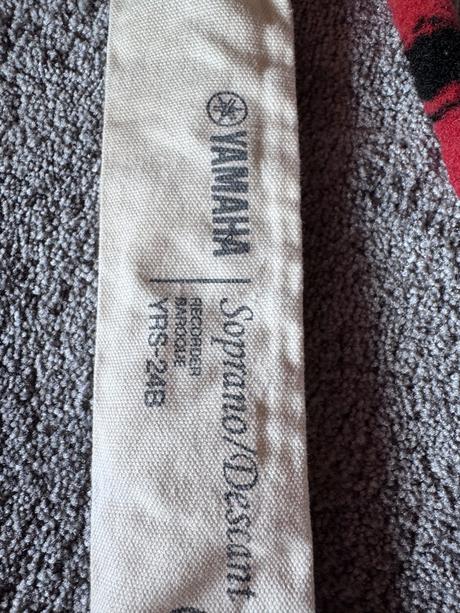 YAMAHA | Soprano/Descant
RECORDER
BAROQUE
YRS-24B